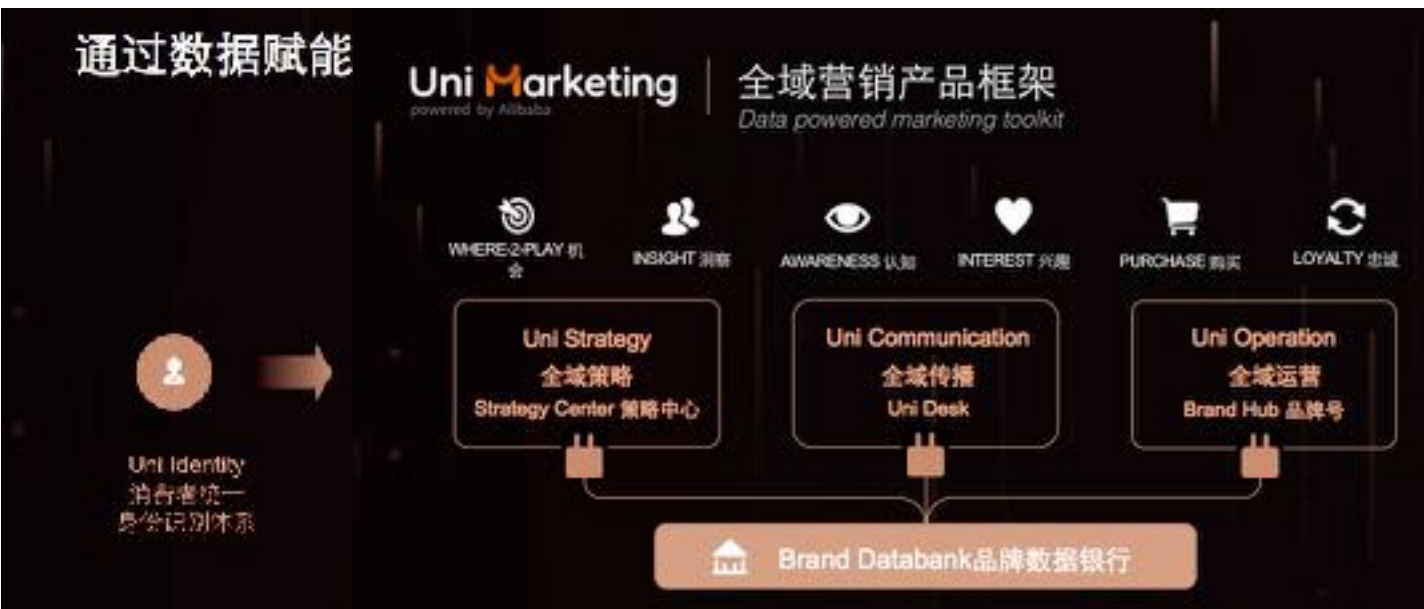 通过数据赋能
Uni Marketing
powered by Alibaba
全域营销产品框架
Data powered marketing toolkit
WHERE-2-PLAY 机
会
INSIGHT 洞察
AWARENESS 认知
INTEREST 兴趣
PURCHASE 购买
LOYALTY 忠诚
Uni Strategy
全域策略
Strategy Center 策略中心
Uni Communication
全域传播
Uni Desk
Uni Operation
全域运营
Brand Hub 品牌号
Uni Identity
消费者统一
身份识别体系
Brand Databank品牌数据银行